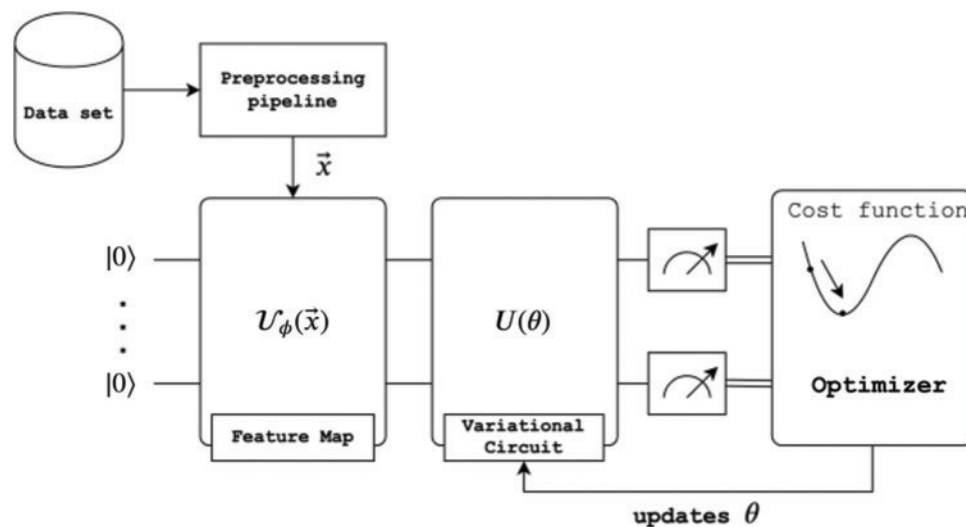 Data set
Preprocessing
pipeline
x⃗
|0⟩
|0⟩
𝒰_ϕ(x⃗)
Feature Map
U(θ)
Variational
Circuit
Cost function
Optimizer
updates θ